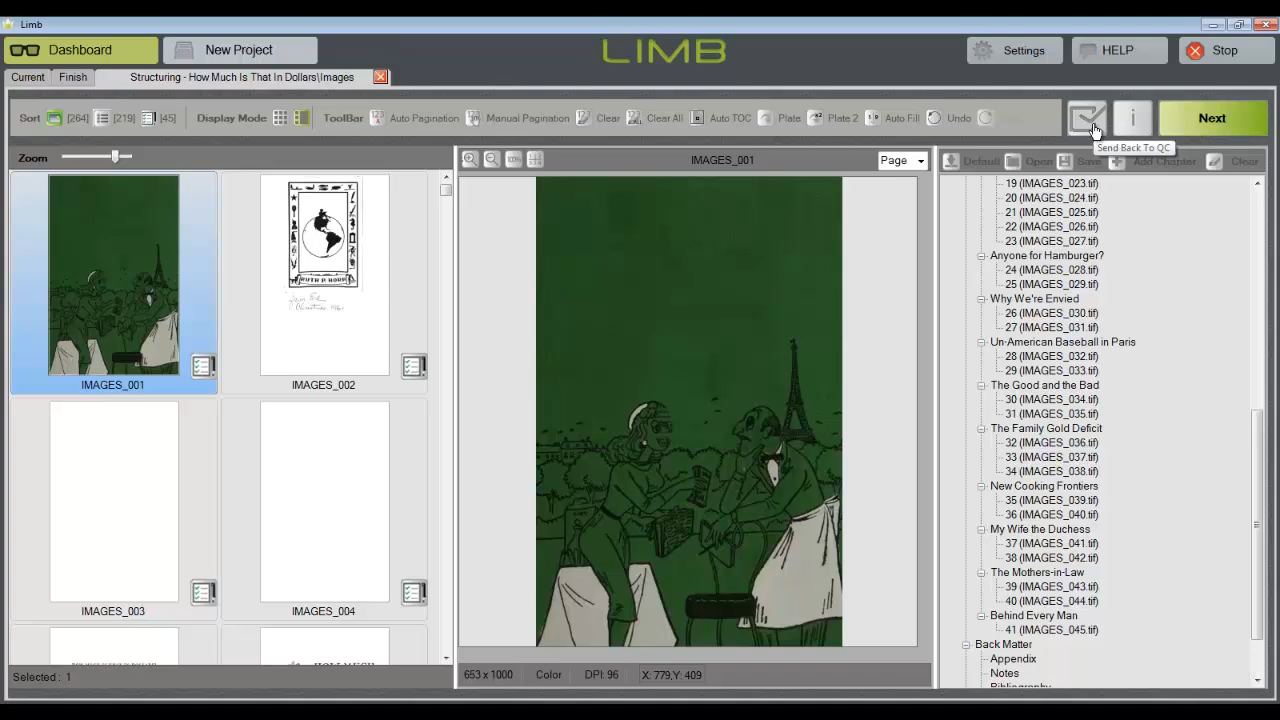 Limb
Dashboard
New Project
LIMB
Settings
HELP
Stop
Current
Finish
Structuring - How Much Is That In Dollars\Images
Sort [264] [219] [45] Display Mode ToolBar Auto Pagination Manual Pagination Clear Clear All Auto TOC Plate Plate 2 Auto Fill Undo
Next
Send Back To QC
Zoom
IMAGES_001
Page
Default Open Save Add Chapter Clear
IMAGES_001
IMAGES_002
IMAGES_003
IMAGES_004
Selected : 1
653 x 1000 Color DPI: 96 X: 779,Y: 409
19 (IMAGES_023.tif)
20 (IMAGES_024.tif)
21 (IMAGES_025.tif)
22 (IMAGES_026.tif)
23 (IMAGES_027.tif)
Anyone for Hamburger?
24 (IMAGES_028.tif)
25 (IMAGES_029.tif)
Why We're Envied
26 (IMAGES_030.tif)
27 (IMAGES_031.tif)
Un-American Baseball in Paris
28 (IMAGES_032.tif)
29 (IMAGES_033.tif)
The Good and the Bad
30 (IMAGES_034.tif)
31 (IMAGES_035.tif)
The Family Gold Deficit
32 (IMAGES_036.tif)
33 (IMAGES_037.tif)
34 (IMAGES_038.tif)
New Cooking Frontiers
35 (IMAGES_039.tif)
36 (IMAGES_040.tif)
My Wife the Duchess
37 (IMAGES_041.tif)
38 (IMAGES_042.tif)
The Mothers-in-Law
39 (IMAGES_043.tif)
40 (IMAGES_044.tif)
Behind Every Man
41 (IMAGES_045.tif)
Back Matter
Appendix
Notes
Bibliography